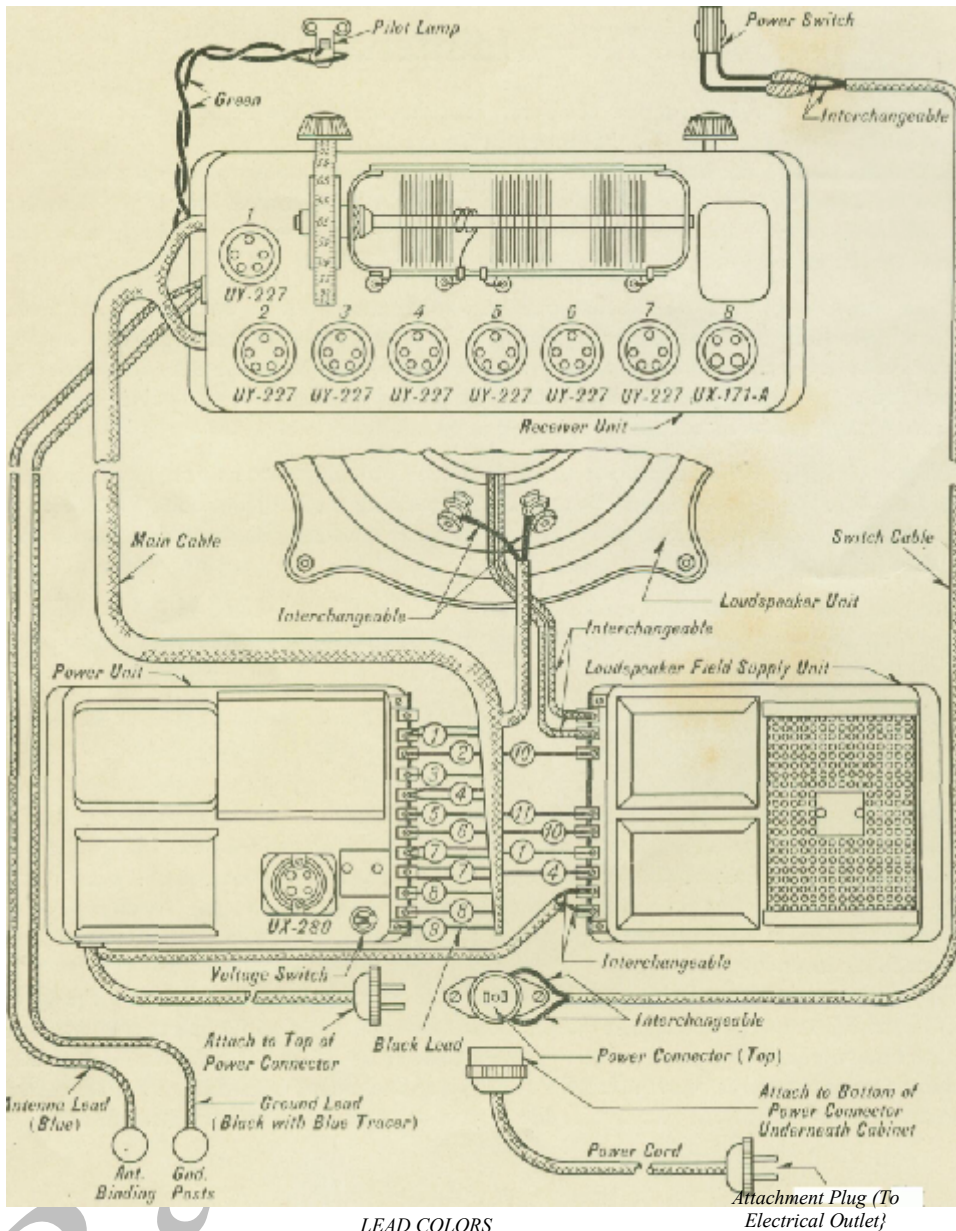 Pilot Lamp
Power Switch
Green
Interchangeable
1
UY-227
2
3
4
5
6
7
8
UY-227
UY-227
UY-227
UY-227
UY-227
UY-227
UX-171-A
Receiver Unit
Main Cable
Switch Cable
Interchangeable
Loudspeaker Unit
Interchangeable
Power Unit
Loudspeaker Field Supply Unit
1
2
10
3
4
5
11
6
10
7
1
7
4
8
8
9
UX-280
Voltage Switch
Interchangeable
Attach to Top of
Power Connector
Black Lead
Interchangeable
Power Connector (Top)
Antenna Lead
(Blue)
Ground Lead
(Black with Blue Tracer)
Attach to Bottom of
Power Connector
Underneath Cabinet
Power Cord
Ant.
Gnd.
Binding
Posts
Attachment Plug (To
Electrical Outlet}
LEAD COLORS